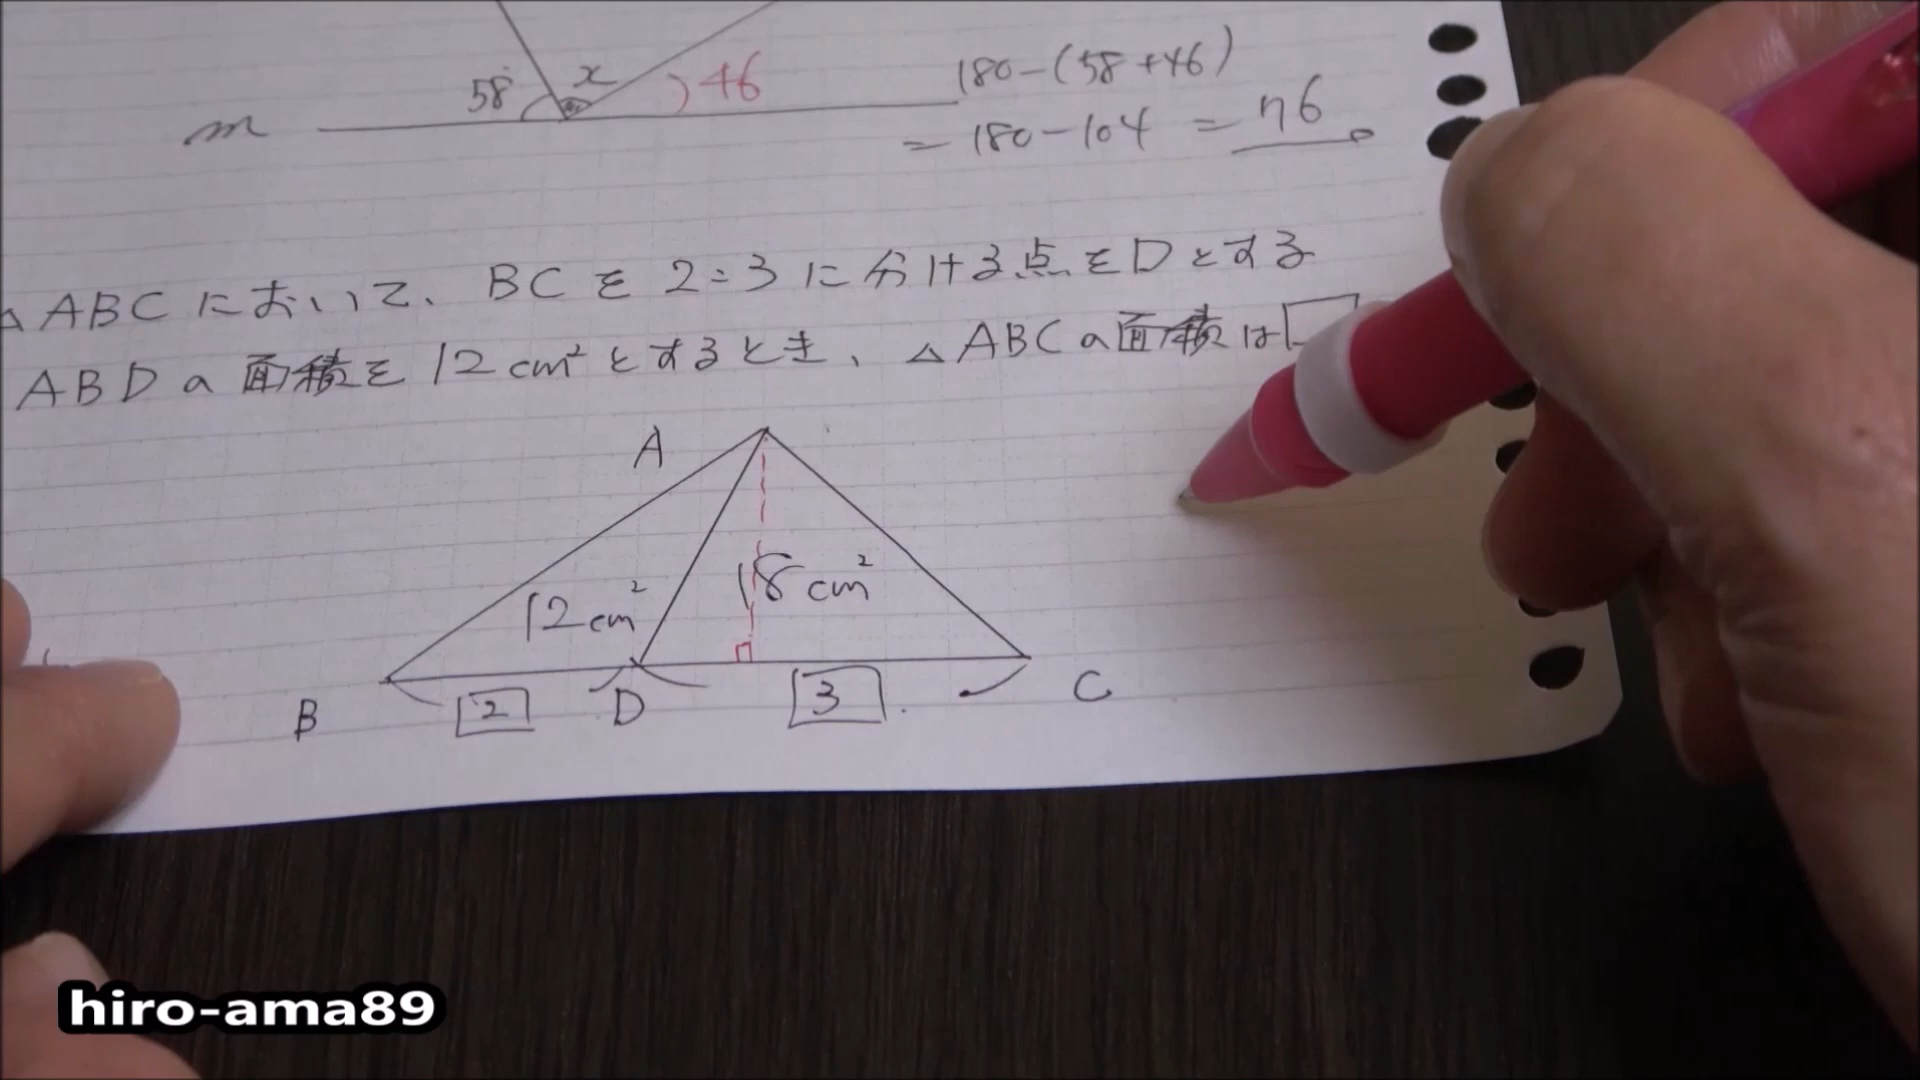 58° x 46 180-(58+46)
m = 180-104 = 76
△ABCにおいて、BCを2:3に分ける点をDとする
ABDの面積を12cm²とするとき、△ABCの面積は
A
12cm² 18cm²
B 2 D 3 C
hiro-ama89